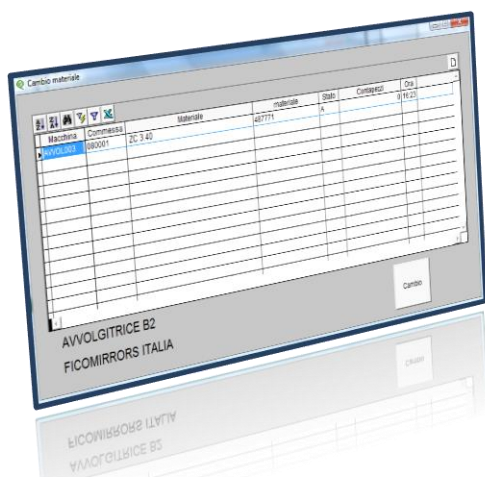 Cambio materiale
Macchina Commessa Materiale materiale Stato Contapezzi Ora
AVVOL003 080001 ZC 3.40 487771 A 0 16:23
AVVOLGITRICE B2
FICOMIRRORS ITALIA
Cambio